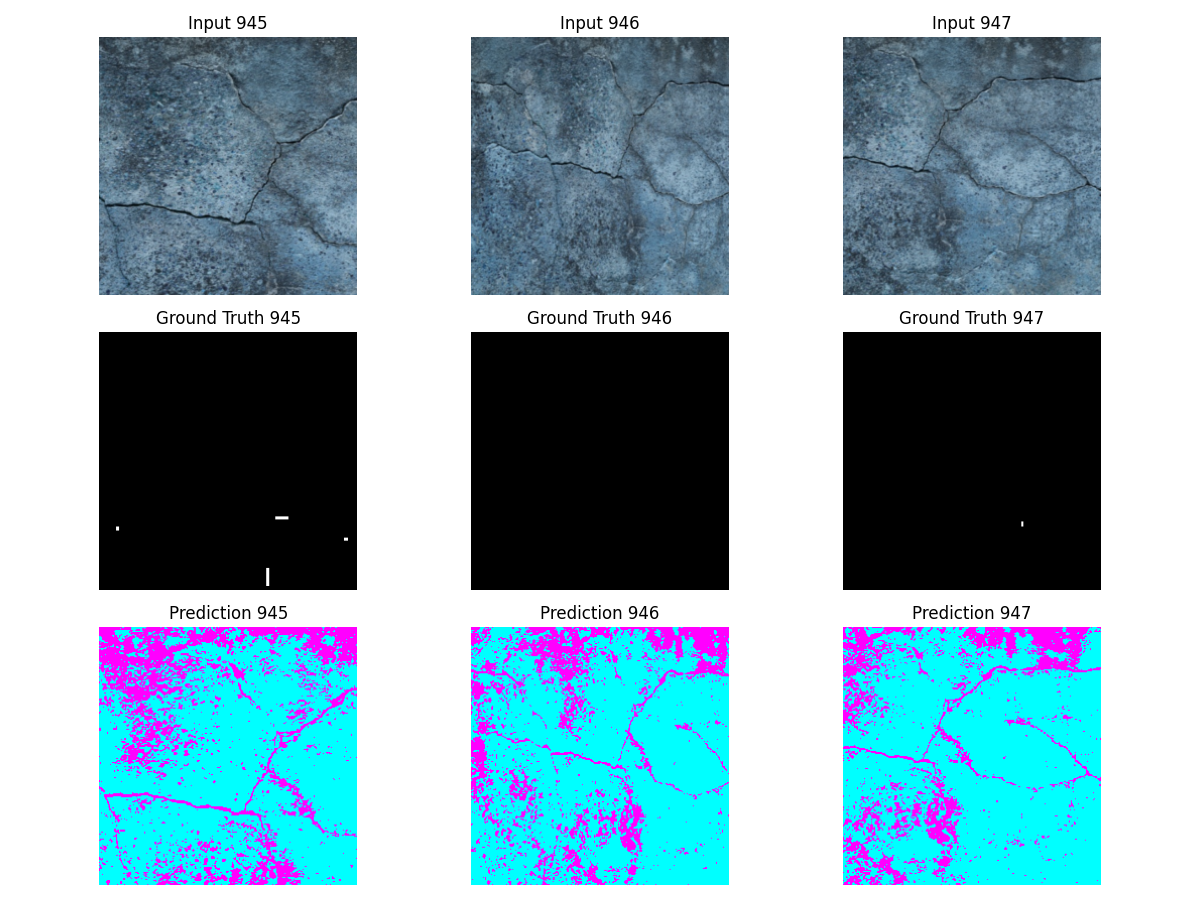 Input 945
Input 946
Input 947
Ground Truth 945
Ground Truth 946
Ground Truth 947
Prediction 945
Prediction 946
Prediction 947